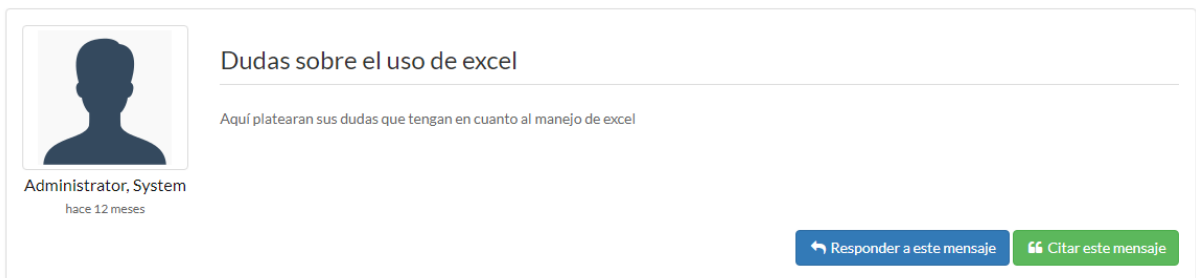 Dudas sobre el uso de excel
Aquí platearan sus dudas que tengan en cuanto al manejo de excel
Administrator, System
hace 12 meses
Responder a este mensaje
Citar este mensaje